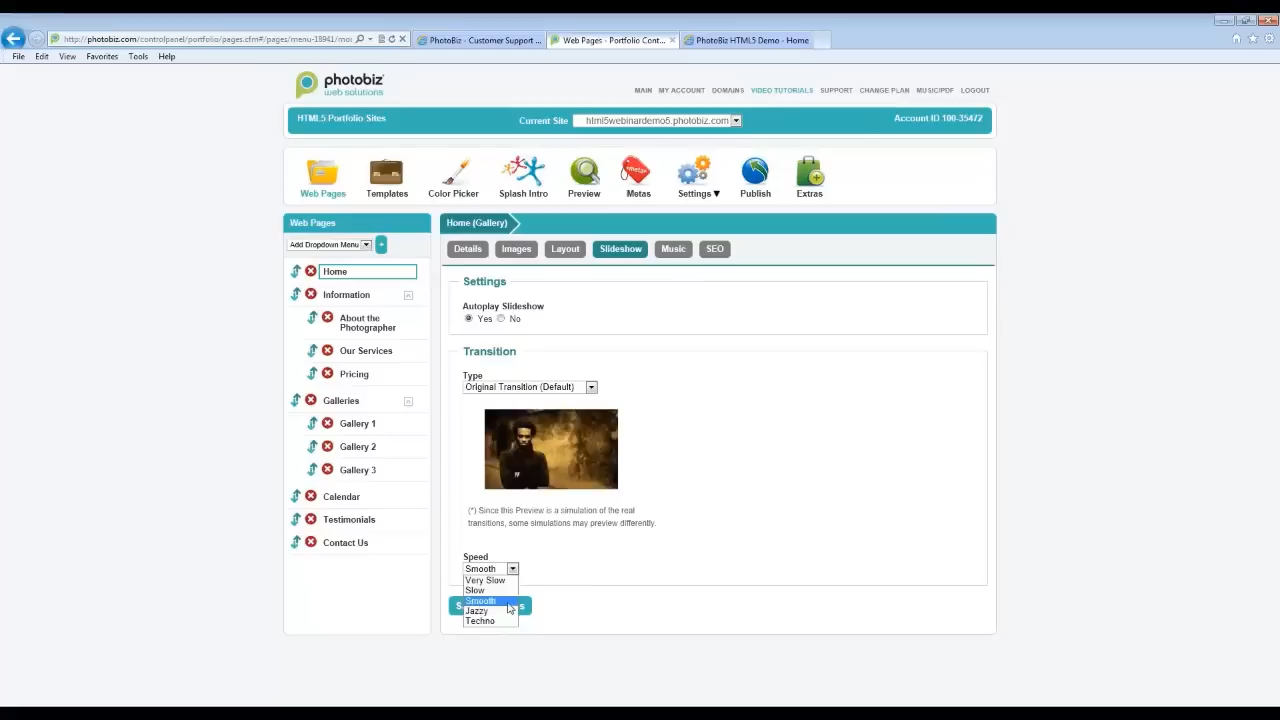 http://photobiz.com/controlpanel/portfolio/pages.cfm#/pages/menu-18941/mo
PhotoBiz - Customer Support ...
Web Pages - Portfolio Cont...
PhotoBiz HTML5 Demo - Home
File Edit View Favorites Tools Help
photobiz
web solutions
MAIN MY ACCOUNT DOMAINS VIDEO TUTORIALS SUPPORT CHANGE PLAN MUSIC/PDF LOGOUT
HTML5 Portfolio Sites
Current Site html5webinardemo5.photobiz.com
Account ID 100-35472
Web Pages Templates Color Picker Splash Intro Preview Metas Settings ▼ Publish Extras
Web Pages
Add Dropdown Menu
Home
Information
About the
Photographer
Our Services
Pricing
Galleries
Gallery 1
Gallery 2
Gallery 3
Calendar
Testimonials
Contact Us
Home (Gallery)
Details Images Layout Slideshow Music SEO
Settings
Autoplay Slideshow
Yes No
Transition
Type
Original Transition (Default)
(*) Since this Preview is a simulation of the real
transitions, some simulations may preview differently.
Speed
Smooth
Very Slow
Slow
Smooth
Jazzy
Techno